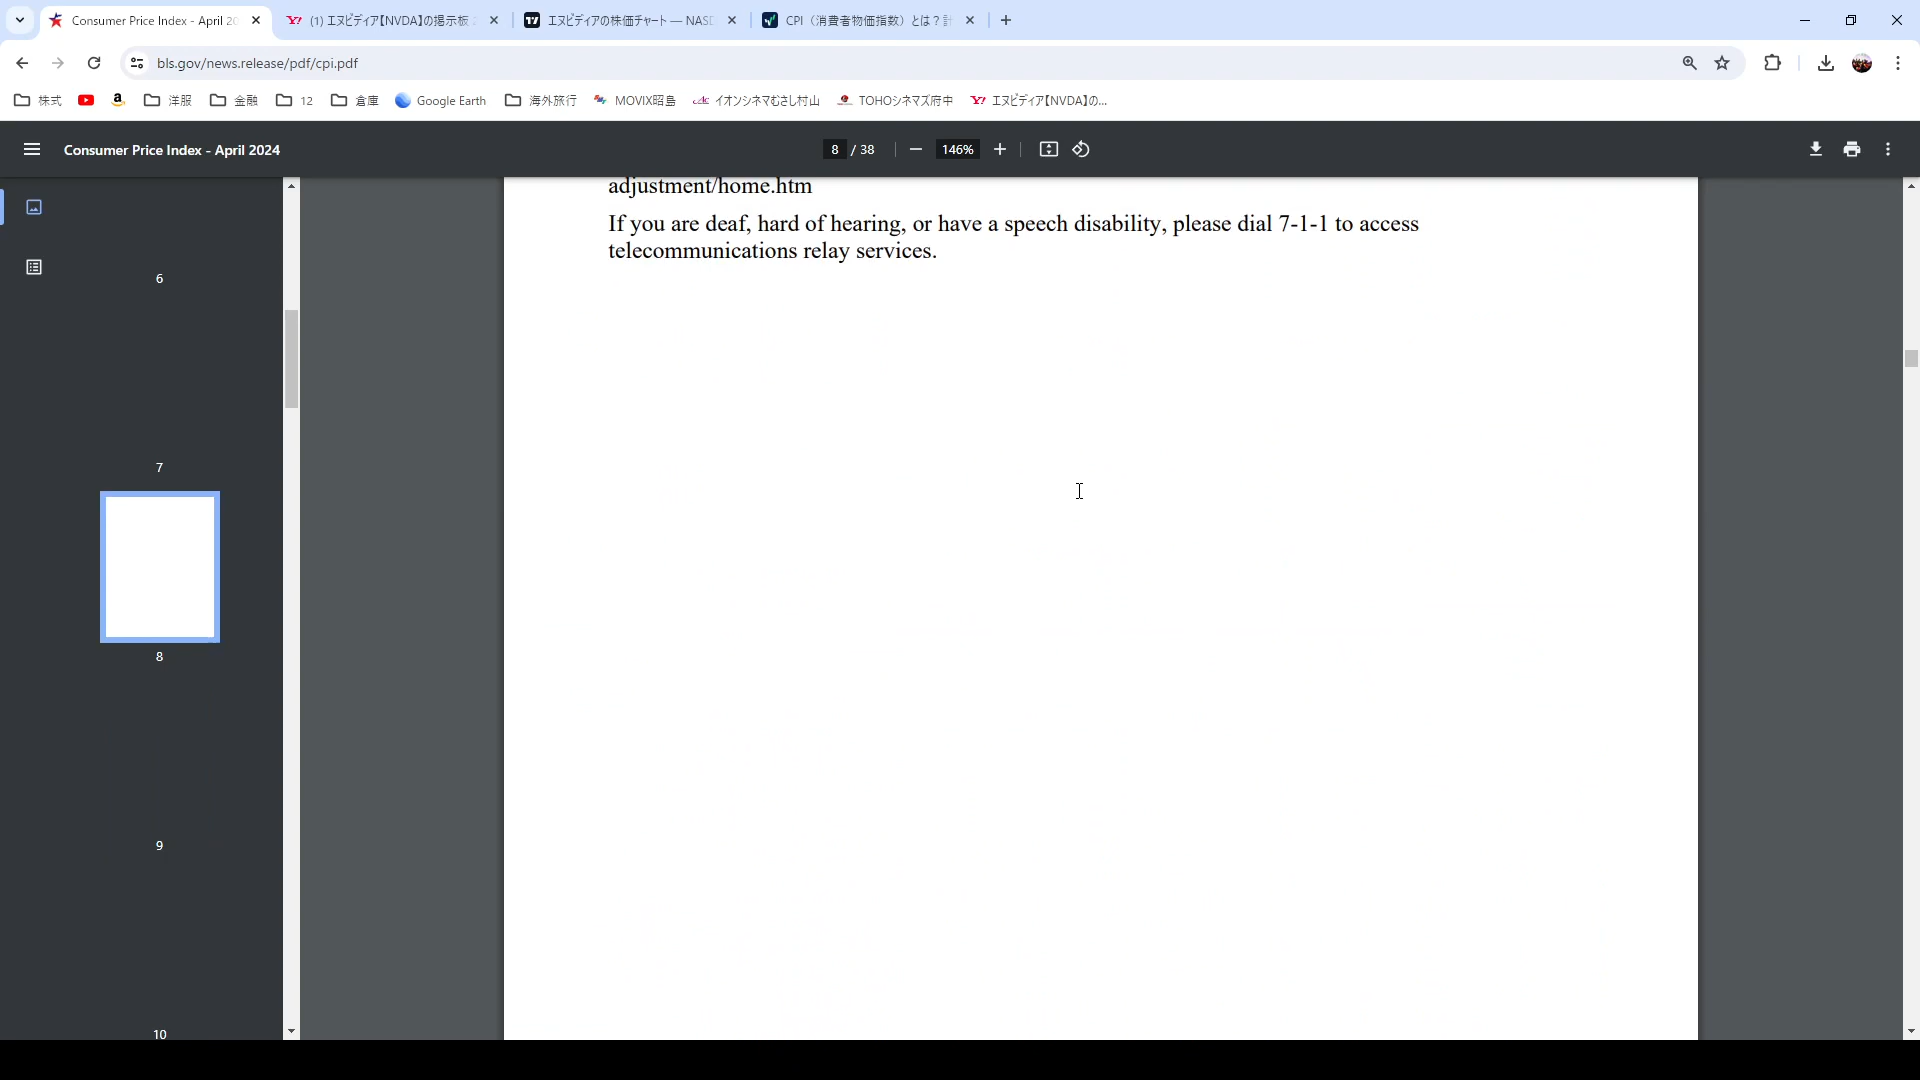 Consumer Price Index - April 20
(1) エヌビディア【NVDA】の掲示板
エヌビディアの株価チャート — NASD
CPI（消費者物価指数）とは？計
bls.gov/news.release/pdf/cpi.pdf
株式
洋服
金融
12
倉庫
Google Earth
海外旅行
MOVIX昭島
イオンシネマむさし村山
TOHOシネマズ府中
エヌビディア【NVDA】の...
Consumer Price Index - April 2024
8 / 38
146%
adjustment/home.htm
If you are deaf, hard of hearing, or have a speech disability, please dial 7-1-1 to access
telecommunications relay services.
6
7
8
9
10